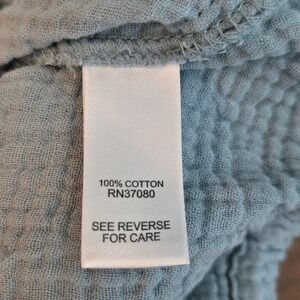 100% COTTON
RN37080
SEE REVERSE
FOR CARE